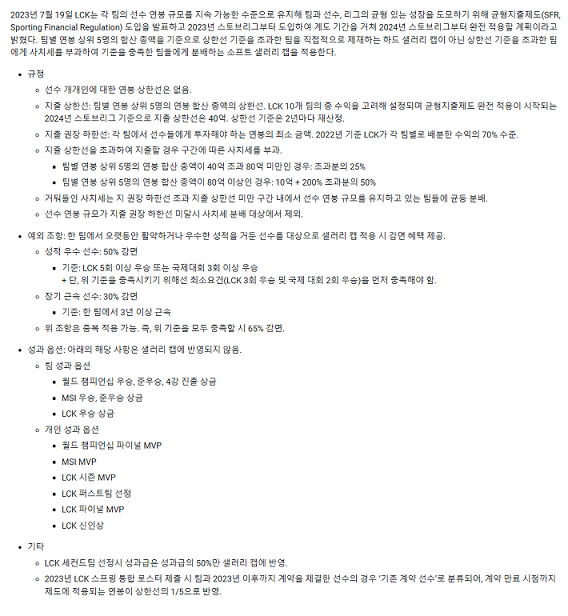 2023년 7월 19일 LCK는 각 팀의 선수 연봉 규모를 지속 가능한 수준으로 유지해 팀과 선수, 리그의 균형 있는 성장을 도모하기 위해 균형지출제도(SFR,
Sporting Financial Regulation) 도입을 발표하고 2023년 스토브리그부터 도입하여 계도 기간을 거쳐 2024년 스토브리그부터 완전 적용할 계획이라고
밝혔다. 팀별 연봉 상위 5명의 합산 총액을 기준으로 상한선 기준을 초과한 팀을 직접적으로 제재하는 하드 샐러리 캡이 아닌 상한선 기준을 초과한 팀
에게 사치세를 부과하여 기준을 충족한 팀들에게 분배하는 소프트 샐러리 캡을 적용한다.
• 규정
선수 개개인에 대한 연봉 상한선은 없음.
지출 상한선: 팀별 연봉 상위 5명의 연봉 합산 총액의 상한선. LCK 10개 팀의 총 수익을 고려해 설정되며 균형지출제도 완전 적용이 시작되는
2024년 스토브리그 기준으로 지출 상한선은 40억. 상한선 기준은 2년마다 재산정.
지출 권장 하한선: 각 팀에서 선수들에게 투자해야 하는 연봉의 최소 금액. 2022년 기준 LCK가 각 팀별로 배분한 수익의 70% 수준.
지출 상한선을 초과하여 지출할 경우 구간에 따른 사치세를 부과.
팀별 연봉 상위 5명의 연봉 합산 총액이 40억 초과 80억 미만인 경우: 초과분의 25%
팀별 연봉 상위 5명의 연봉 합산 총액이 80억 이상인 경우: 10억 + 200% 초과분의 50%
거둬들인 사치세는 지 권장 하한선 초과 지출 상한선 미만 구간 내에서 선수 연봉 규모를 유지하고 있는 팀들에 균등 분배.
선수 연봉 규모가 지출 권장 하한선 미달시 사치세 분배 대상에서 제외.
• 예외 조항: 한 팀에서 오랫동안 활약하거나 우수한 성적을 거둔 선수를 대상으로 샐러리 캡 적용 시 감면 혜택 제공.
성적 우수 선수: 50% 감면
기준: LCK 5회 이상 우승 또는 국제대회 3회 이상 우승
+ 단, 위 기준을 충족시키기 위해선 최소요건(LCK 3회 우승 및 국제 대회 2회 우승)을 먼저 충족해야 함.
장기 근속 선수: 30% 감면
기준: 한 팀에서 3년 이상 근속
위 조항은 중복 적용 가능. 즉, 위 기준을 모두 충족할 시 65% 감면.
• 성과 옵션: 아래의 해당 사항은 샐러리 캡에 반영되지 않음.
팀 성과 옵션
월드 챔피언십 우승, 준우승, 4강 진출 상금
MSI 우승, 준우승 상금
LCK 우승 상금
개인 성과 옵션
월드 챔피언십 파이널 MVP
MSI MVP
LCK 시즌 MVP
LCK 퍼스트팀 선정
LCK 파이널 MVP
LCK 신인상
• 기타
LCK 세컨드팀 선정시 성과급은 성과급의 50%만 샐러리 캡에 반영.
2023년 LCK 스프링 통합 로스터 제출 시 팀과 2023년 이후까지 계약을 체결한 선수의 경우 '기존 계약 선수'로 분류되어, 계약 만료 시점까지
제도에 적용되는 연봉이 상한선의 1/5으로 반영.